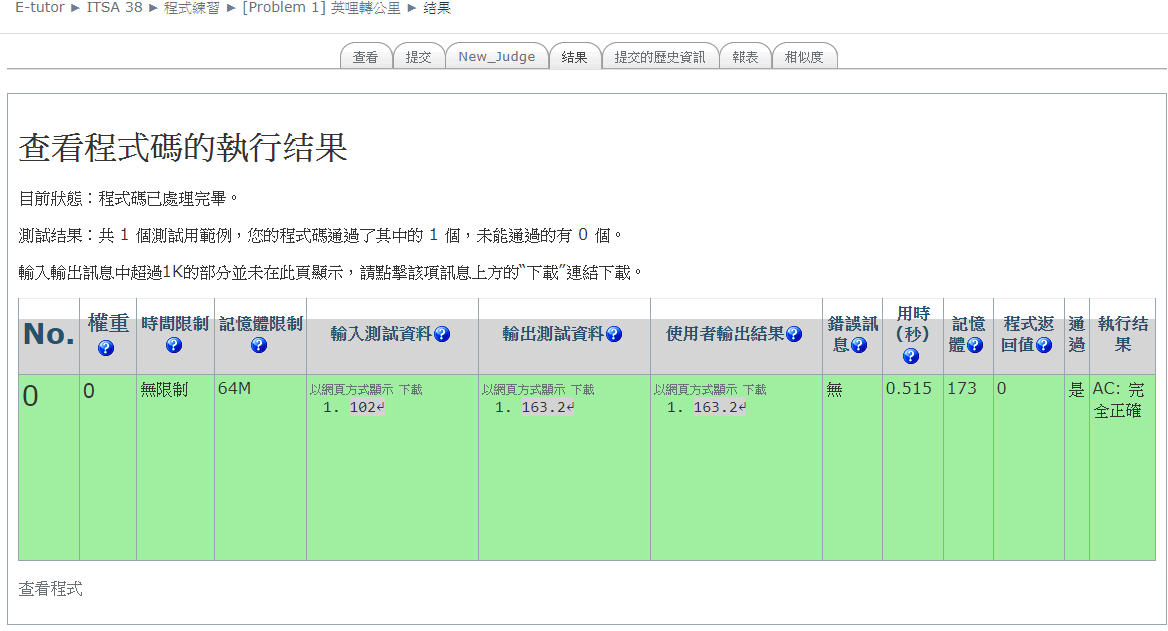 E-tutor ► ITSA 38 ► 程式練習 ► [Problem 1] 英哩轉公里 ► 結果
查看 提交 New_Judge 結果 提交的歷史資訊 報表 相似度
查看程式碼的執行结果
目前狀態：程式碼已處理完畢。
測試结果：共 1 個測試用範例，您的程式碼通過了其中的 1 個，未能通過的有 0 個。
輸入輸出訊息中超過1K的部分並未在此頁顯示，請點擊該項訊息上方的“下載”連結下載。
No. 權重 時間限制 記憶體限制 輸入測試資料 輸出測試資料 使用者輸出結果 錯誤訊息 用時(秒) 記憶體 程式返回值 通過 執行结果
0 0 無限制 64M 以網頁方式顯示 下載 以網頁方式顯示 下載 以網頁方式顯示 下載 無 0.515 173 0 是 AC: 完全正確
1. 102↵ 1. 163.2↵ 1. 163.2↵
查看程式